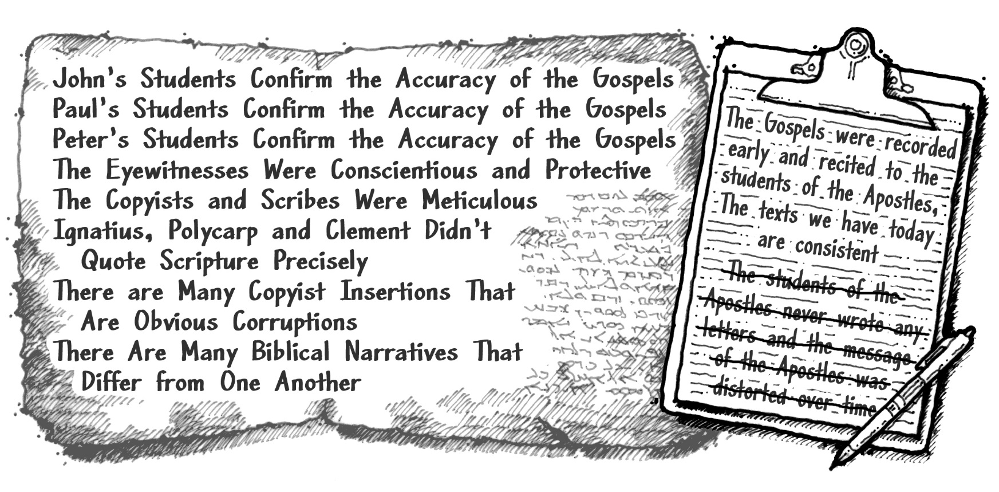 John's Students Confirm the Accuracy of the Gospels
Paul's Students Confirm the Accuracy of the Gospels
Peter's Students Confirm the Accuracy of the Gospels
The Eyewitnesses Were Conscientious and Protective
The Copyists and Scribes Were Meticulous
Ignatius, Polycarp and Clement Didn't
Quote Scripture Precisely
There are Many Copyist Insertions That
Are Obvious Corruptions
There Are Many Biblical Narratives That
Differ from One Another
The Gospels were recorded
early and recited to the
students of the Apostles,
The texts we have today
are consistent
The students of the
Apostles never wrote any
letters and the message
of the Apostles was
distorted over time